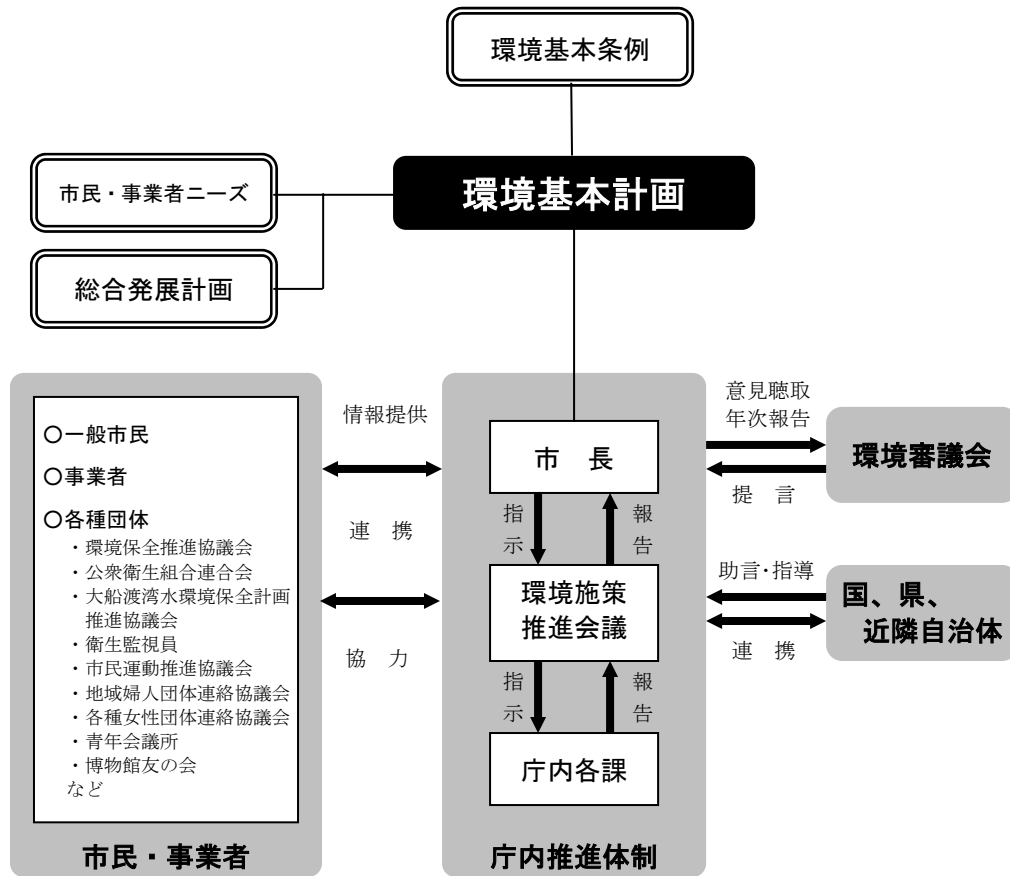 環境基本条例
環境基本計画
市民・事業者ニーズ
総合発展計画
〇一般市民
〇事業者
〇各種団体
・環境保全推進協議会
・公衆衛生組合連合会
・大船渡湾水環境保全計画
推進協議会
・衛生監視員
・市民運動推進協議会
・地域婦人団体連絡協議会
・各種女性団体連絡協議会
・青年会議所
・博物館友の会
など
市民・事業者
情報提供
連 携
協 力
市 長
指示
報告
環境施策
推進会議
指示
報告
庁内各課
庁内推進体制
意見聴取
年次報告
提 言
環境審議会
助言・指導
連 携
国、県、
近隣自治体